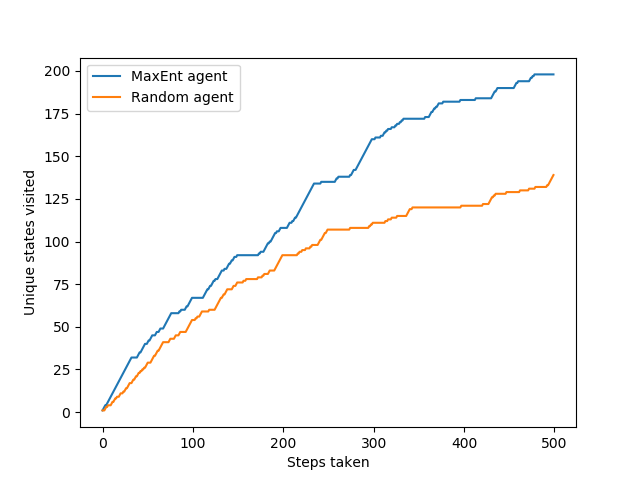 MaxEnt agent
Random agent
Unique states visited
200
175
150
125
100
75
50
25
0
0 100 200 300 400 500
Steps taken